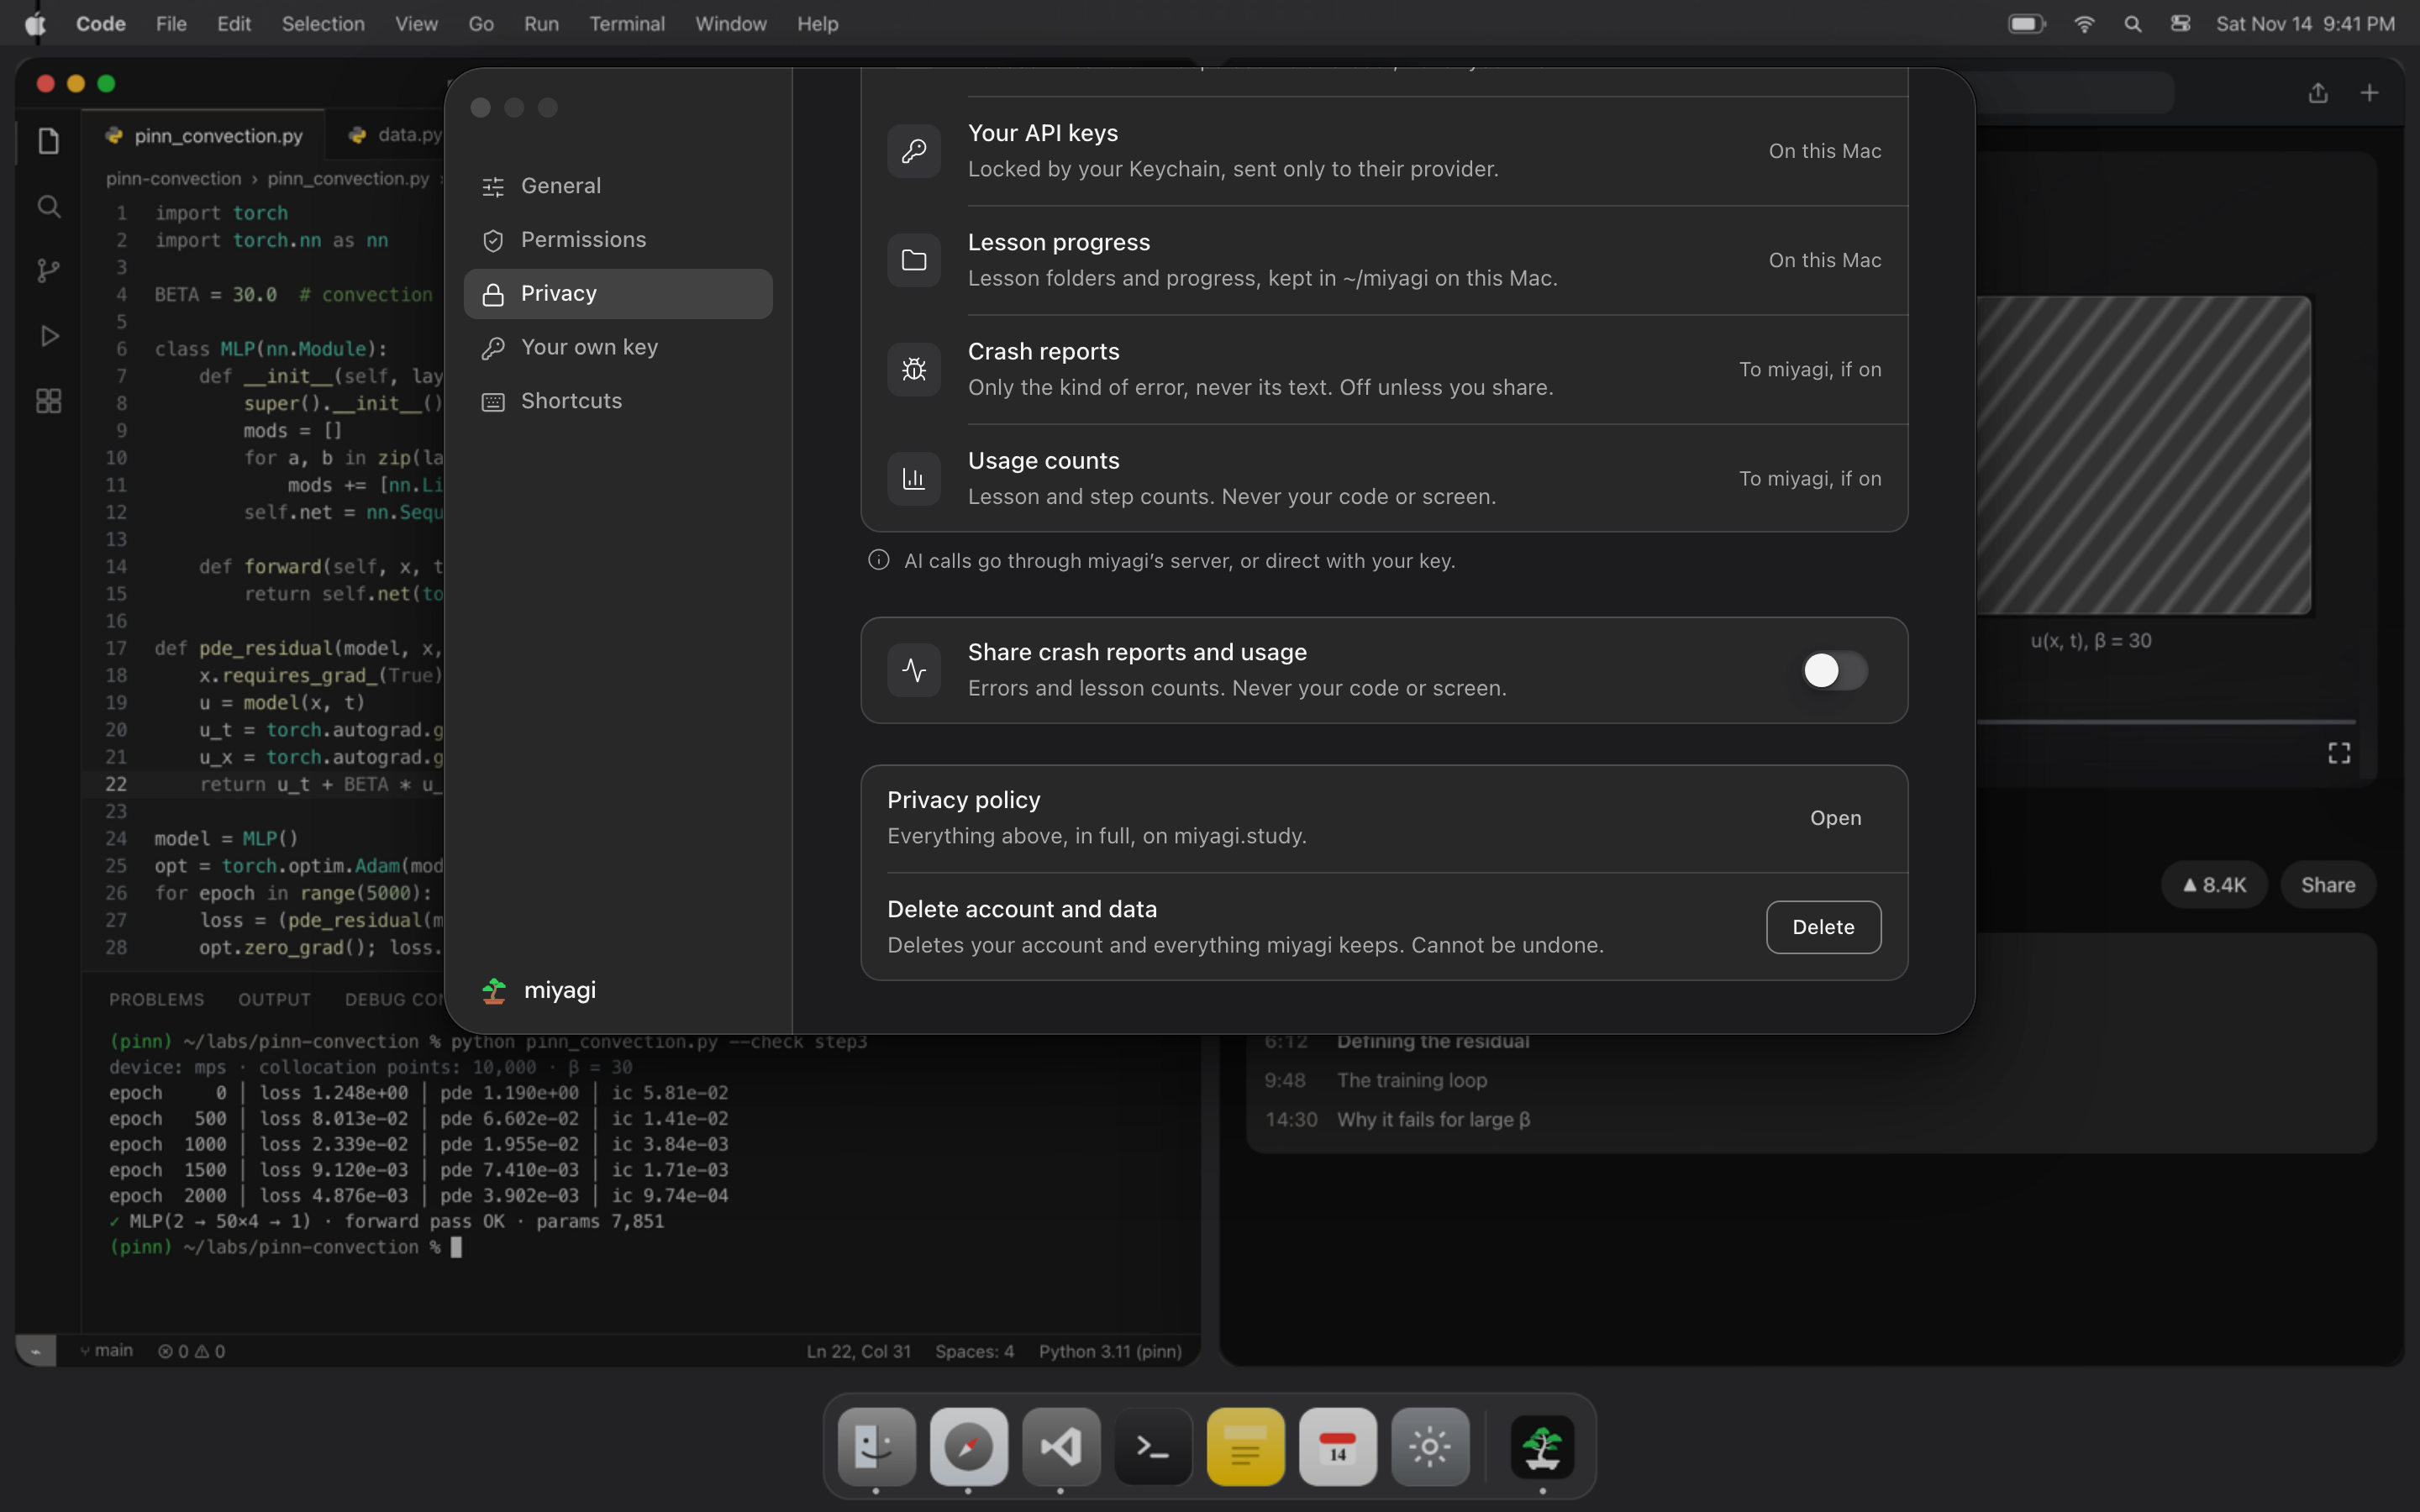 Code File Edit Selection View Go Run Terminal Window Help
Sat Nov 14 9:41 PM
pinn_convection.py
data.py
pinn-convection › pinn_convection.py ›
1 import torch
2 import torch.nn as nn
3
4 BETA = 30.0 # convection
5
6 class MLP(nn.Module):
7 def __init__(self, lay
8 super().__init__()
9 mods = []
10 for a, b in zip(la
11 mods += [nn.Li
12 self.net = nn.Sequ
13
14 def forward(self, x, t
15 return self.net(to
16
17 def pde_residual(model, x,
18 x.requires_grad_(True)
19 u = model(x, t)
20 u_t = torch.autograd.g
21 u_x = torch.autograd.g
22 return u_t + BETA * u_
23
24 model = MLP()
25 opt = torch.optim.Adam(mod
26 for epoch in range(5000):
27 loss = (pde_residual(m
28 opt.zero_grad(); loss.
PROBLEMS OUTPUT DEBUG CON
(pinn) ~/labs/pinn-convection % python pinn_convection.py --check step3
device: mps · collocation points: 10,000 · β = 30
epoch 0 | loss 1.248e+00 | pde 1.190e+00 | ic 5.81e-02
epoch 500 | loss 8.013e-02 | pde 6.602e-02 | ic 1.41e-02
epoch 1000 | loss 2.339e-02 | pde 1.955e-02 | ic 3.84e-03
epoch 1500 | loss 9.120e-03 | pde 7.410e-03 | ic 1.71e-03
epoch 2000 | loss 4.876e-03 | pde 3.902e-03 | ic 9.74e-04
✓ MLP(2 → 50×4 → 1) · forward pass OK · params 7,851
(pinn) ~/labs/pinn-convection %
main 0 0
Ln 22, Col 31 Spaces: 4 Python 3.11 (pinn)
General
Permissions
Privacy
Your own key
Shortcuts
miyagi
Your API keys
Locked by your Keychain, sent only to their provider.
On this Mac
Lesson progress
Lesson folders and progress, kept in ~/miyagi on this Mac.
On this Mac
Crash reports
Only the kind of error, never its text. Off unless you share.
To miyagi, if on
Usage counts
Lesson and step counts. Never your code or screen.
To miyagi, if on
AI calls go through miyagi’s server, or direct with your key.
Share crash reports and usage
Errors and lesson counts. Never your code or screen.
Privacy policy
Everything above, in full, on miyagi.study.
Open
Delete account and data
Deletes your account and everything miyagi keeps. Cannot be undone.
Delete
u(x, t), β = 30
▲ 8.4K
Share
6:12 Defining the residual
9:48 The training loop
14:30 Why it fails for large β
14